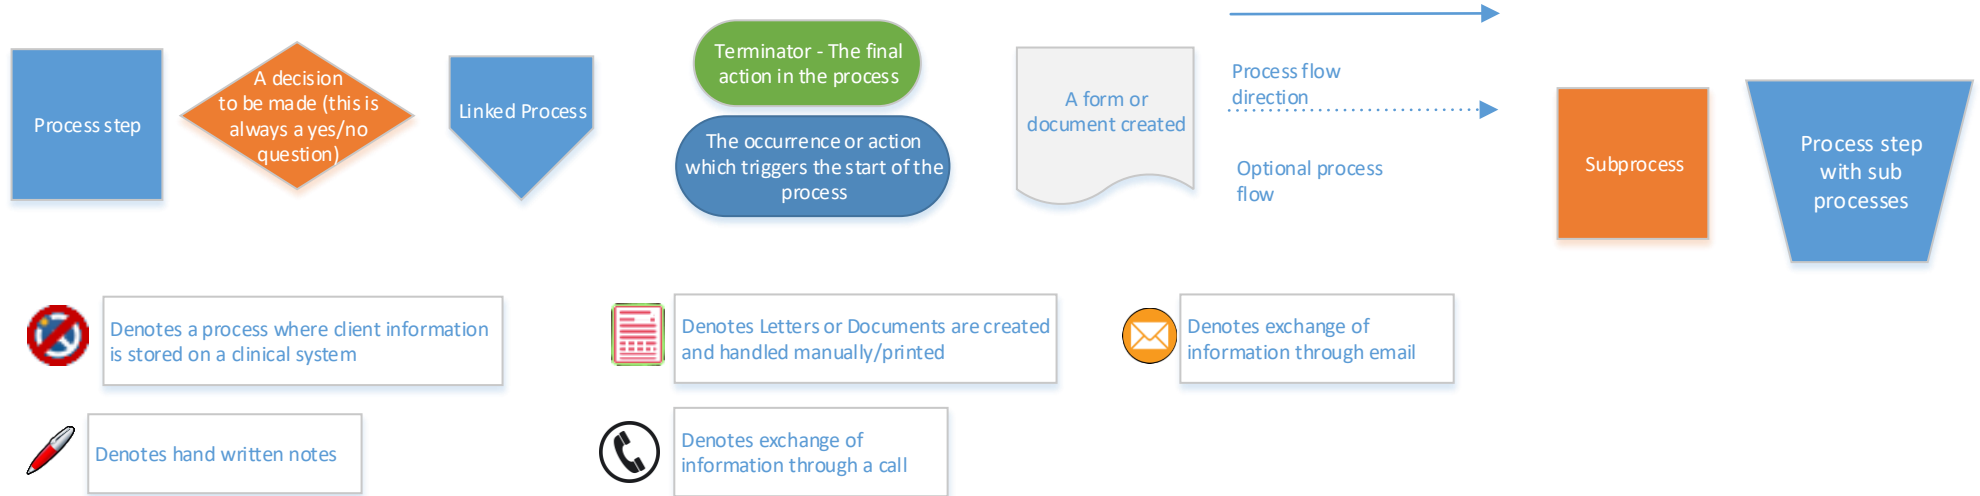 Process step
A decision
to be made (this is
always a yes/no
question)
Linked Process
Terminator - The final
action in the process
The occurrence or action
which triggers the start of the
process
A form or
document created
Process flow
direction
Optional process
flow
Subprocess
Process step
with sub
processes
Denotes a process where client information
is stored on a clinical system
Denotes Letters or Documents are created
and handled manually/printed
Denotes exchange of
information through email
Denotes hand written notes
Denotes exchange of
information through a call